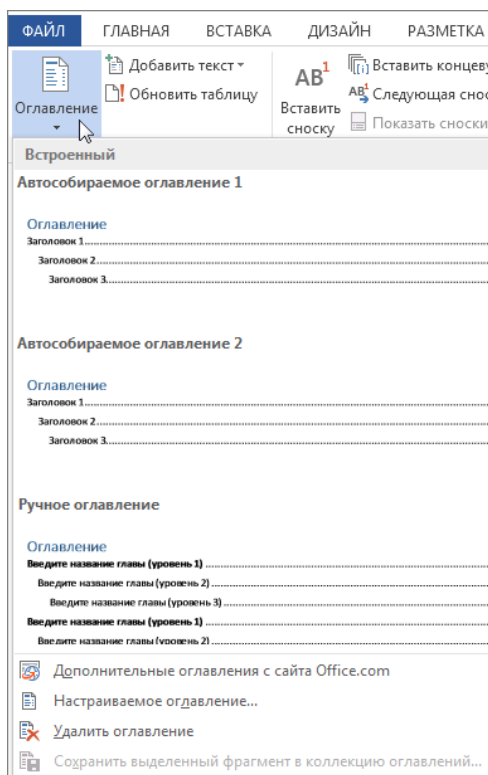 ФАЙЛ ГЛАВНАЯ ВСТАВКА ДИЗАЙН РАЗМЕТКА
Оглавление
Добавить текст
Обновить таблицу
AB1
Вставить сноску
[i] Вставить концеву
AB1 Следующая снос
Показать сноски
Встроенный
Автособираемое оглавление 1
Оглавление
Заголовок 1
Заголовок 2
Заголовок 3
Автособираемое оглавление 2
Оглавление
Заголовок 1
Заголовок 2
Заголовок 3
Ручное оглавление
Оглавление
Введите название главы (уровень 1)
Введите название главы (уровень 2)
Введите название главы (уровень 3)
Введите название главы (уровень 1)
Введите название главы (уровень 2)
Дополнительные оглавления с сайта Office.com
Настраиваемое оглавление...
Удалить оглавление
Сохранить выделенный фрагмент в коллекцию оглавлений...